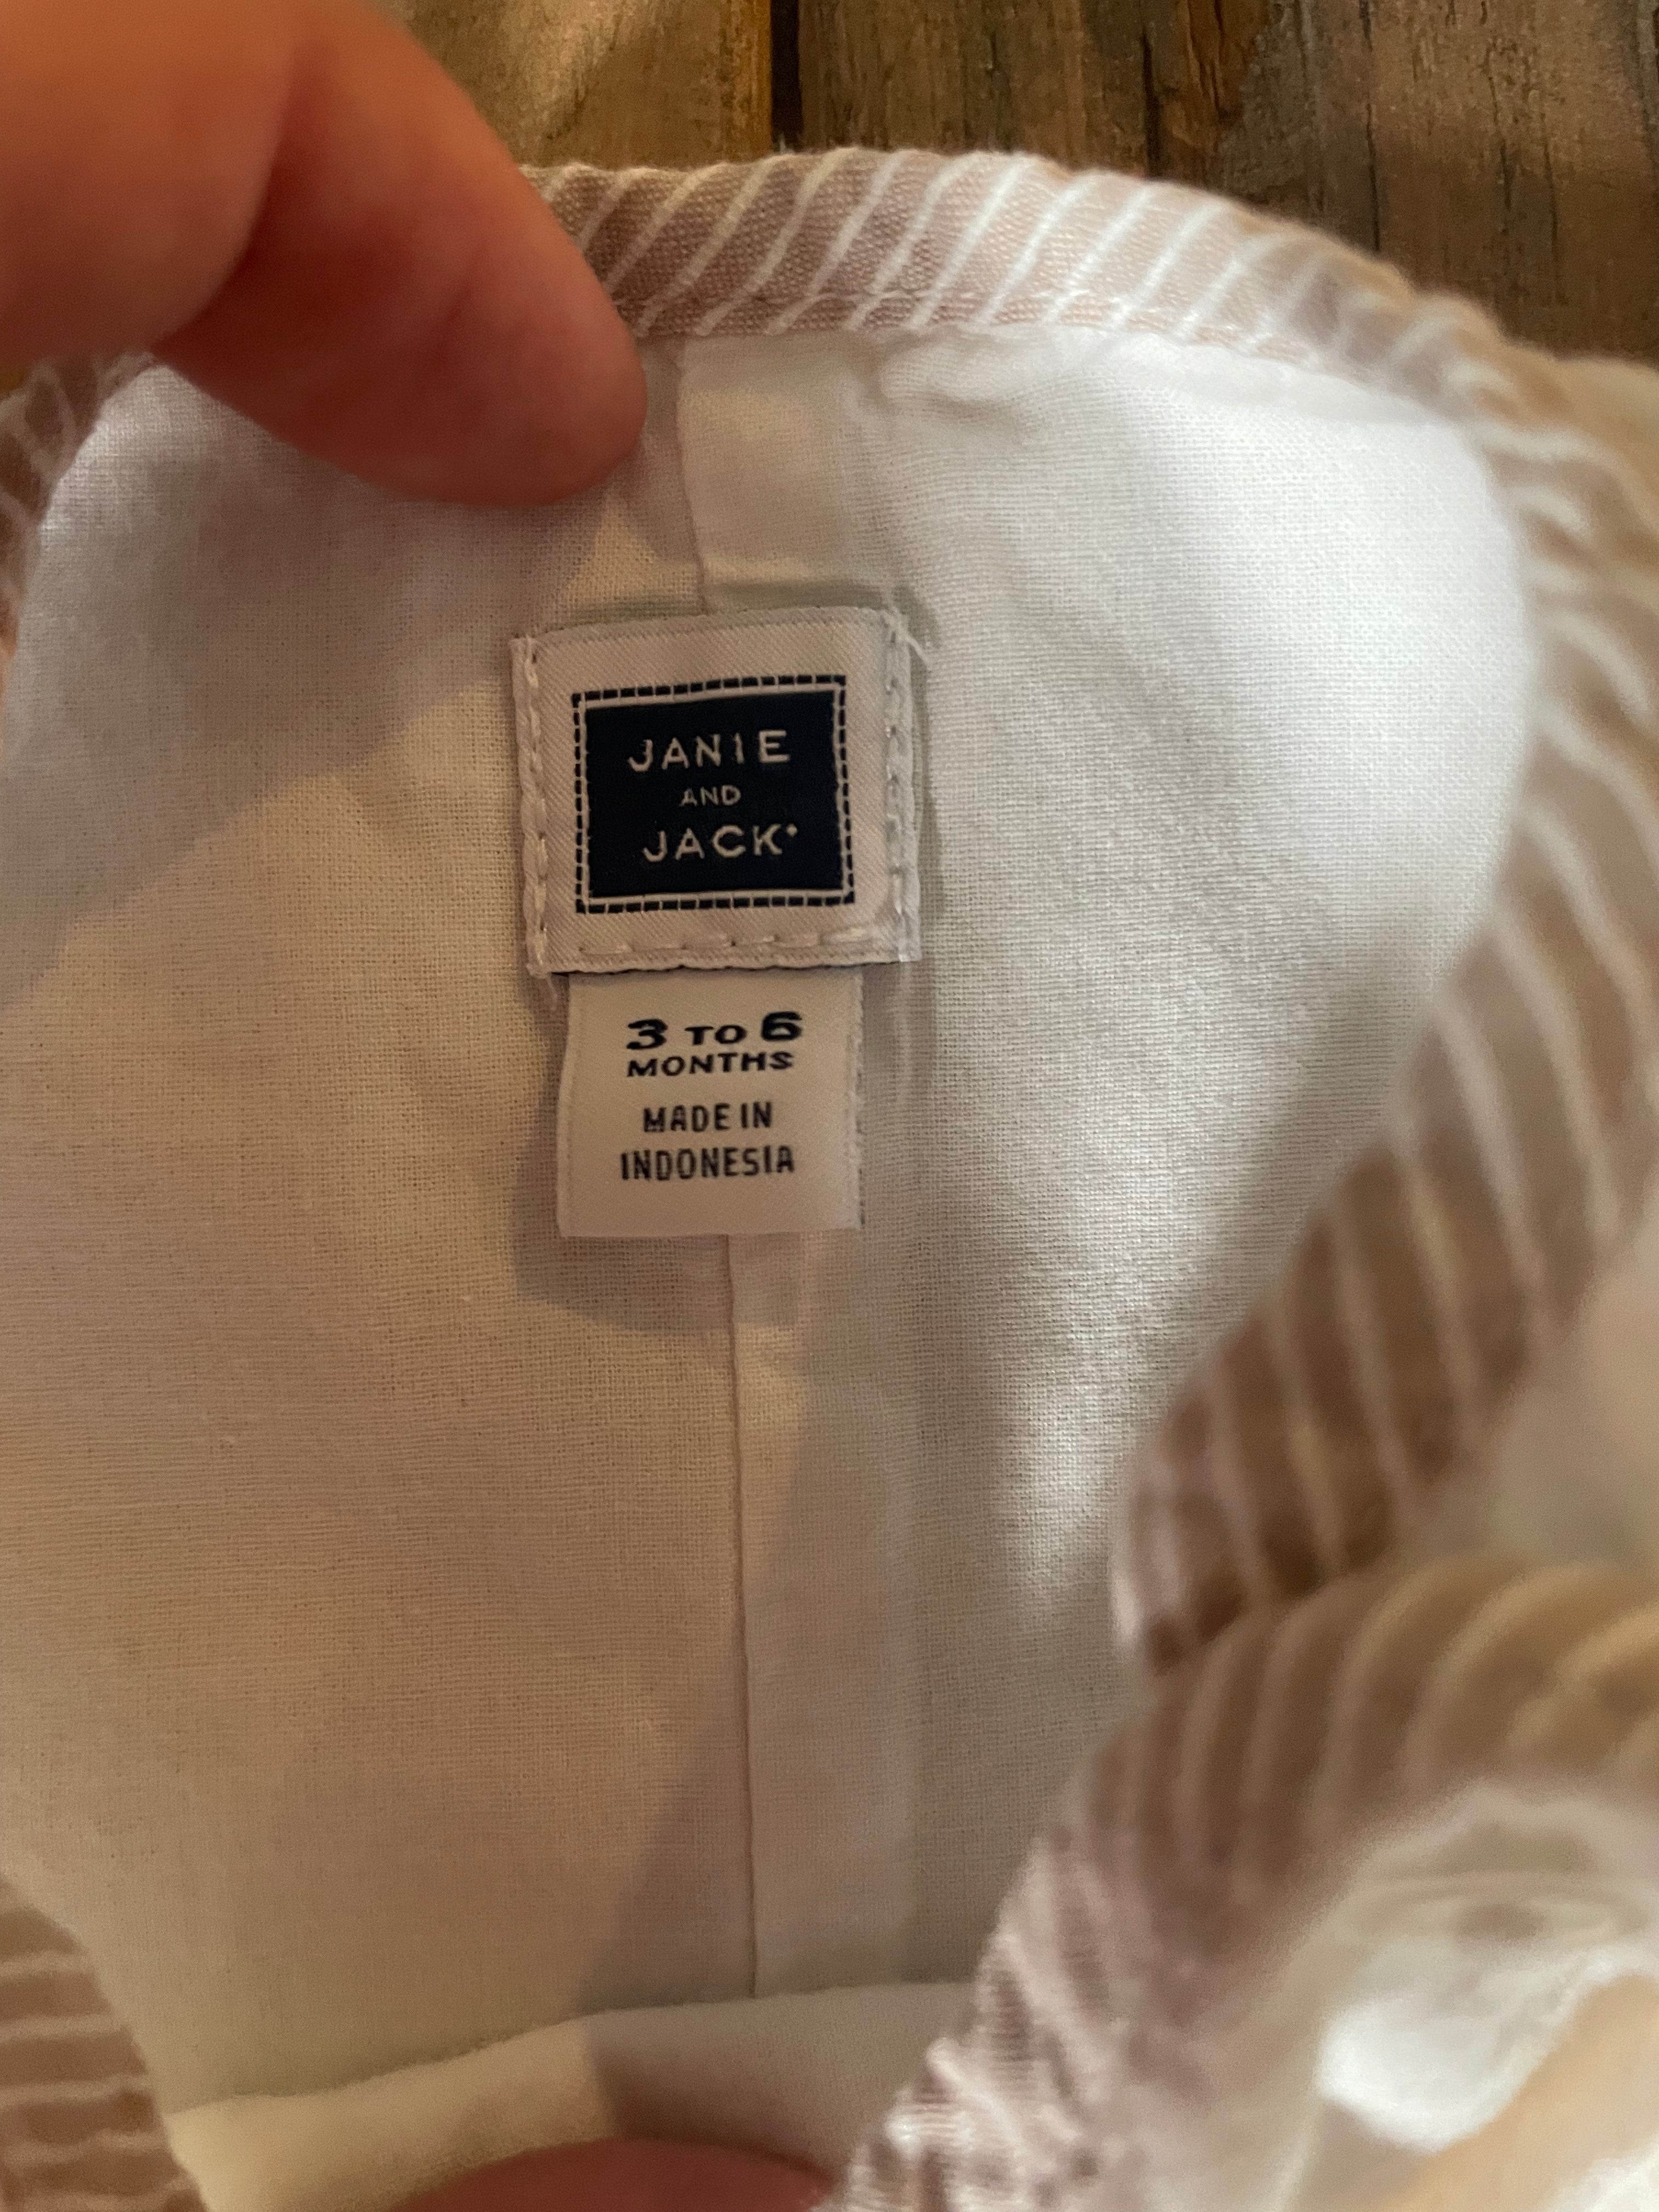 JANIE
AND
JACK
3 TO 6
MONTHS
MADE IN
INDONESIA